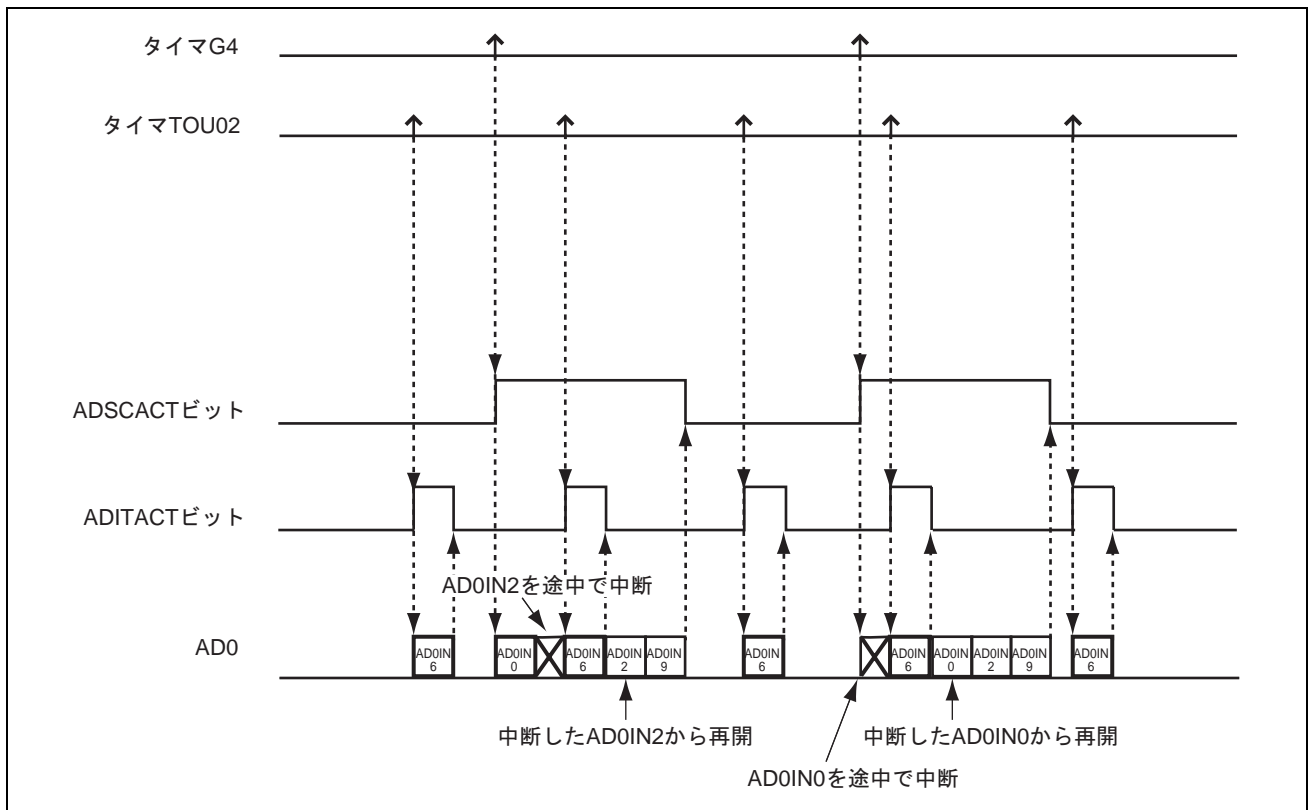 タイマG4
タイマTOU02
ADSCACTビット
ADITACTビット
AD0IN2を途中で中断
AD0
AD0IN
6
AD0IN
0
AD0IN
6
AD0IN
2
AD0IN
9
AD0IN
6
AD0IN
6
AD0IN
0
AD0IN
2
AD0IN
9
AD0IN
6
中断したAD0IN2から再開
中断したAD0IN0から再開
AD0IN0を途中で中断